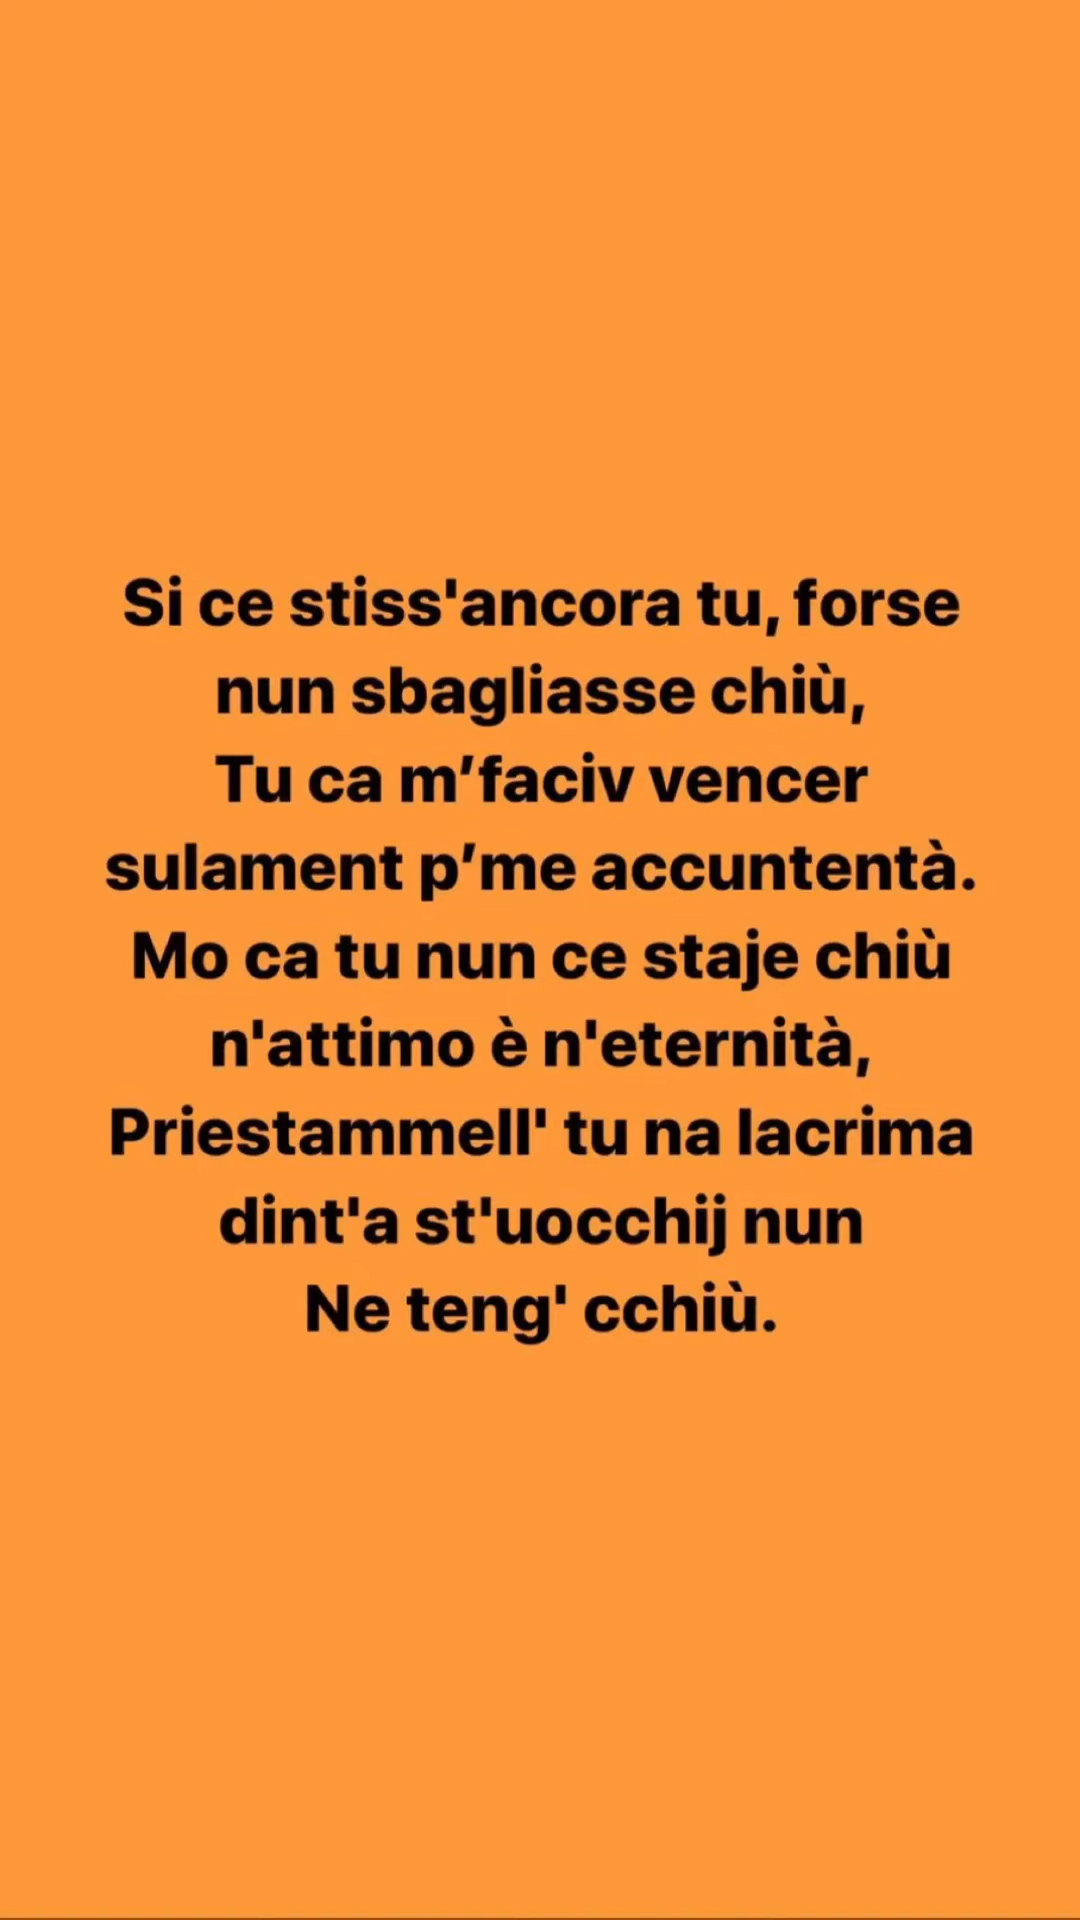 Si ce stiss'ancora tu, forse
nun sbagliasse chiù,
Tu ca m’faciv vencer
sulament p’me accuntentà.
Mo ca tu nun ce staje chiù
n'attimo è n'eternità,
Priestammell' tu na lacrima
dint'a st'uocchij nun
Ne teng' cchiù.